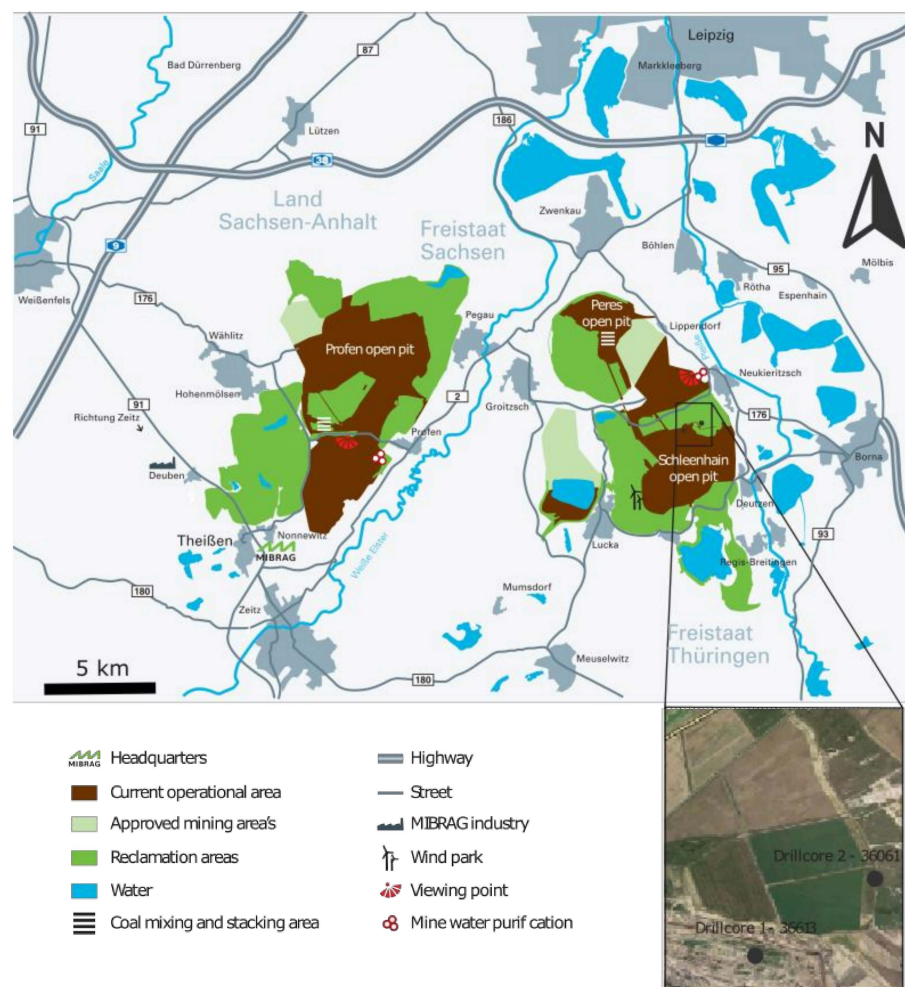 Leipzig
87
Bad Dürrenberg
Markkleeberg
91
Lützen
186
38
Saale
N
Land
Sachsen-Anhalt
Freistaat
Sachsen
Zwenkau
9
Böhlen
95
Mölbis
Weißenfels
176
Rötha
Espenhain
Pegau
Peres
open pit
Lippendorf
Wählitz
Profen open pit
Pleiße
Hohenmölsen
2
Groitzsch
Neukieritzsch
91
Richtung Zeitz
Profen
176
Deuben
Schleenhain
open pit
Borna
Deutzen
Theißen
Nonnewitz
MIBRAG
Lucka
93
Regis-Breitingen
Weiße Elster
180
Zeitz
Mumsdorf
Freistaat
Thüringen
Meuselwitz
180
5 km
MIBRAG Headquarters
Current operational area
Approved mining area's
Reclamation areas
Water
Coal mixing and stacking area
Highway
Street
MIBRAG industry
Wind park
Viewing point
Mine water purif cation
Drillcore 2 - 36061
Drillcore 1 - 36613